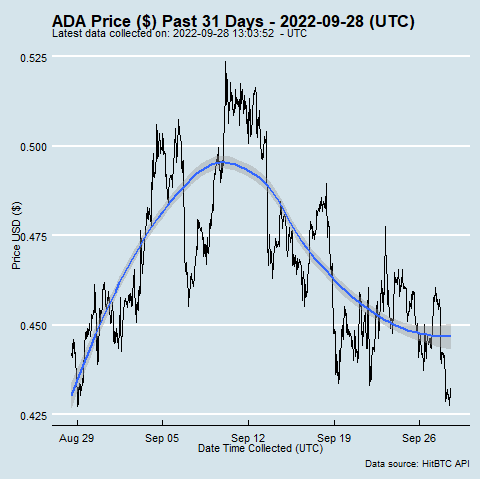 ADA Price ($) Past 31 Days - 2022-09-28 (UTC)
Latest data collected on: 2022-09-28 13:03:52  - UTC
0.525
0.500
0.475
0.450
0.425
Price USD ($)
Aug 29 Sep 05 Sep 12 Sep 19 Sep 26
Date Time Collected (UTC)
Data source: HitBTC API